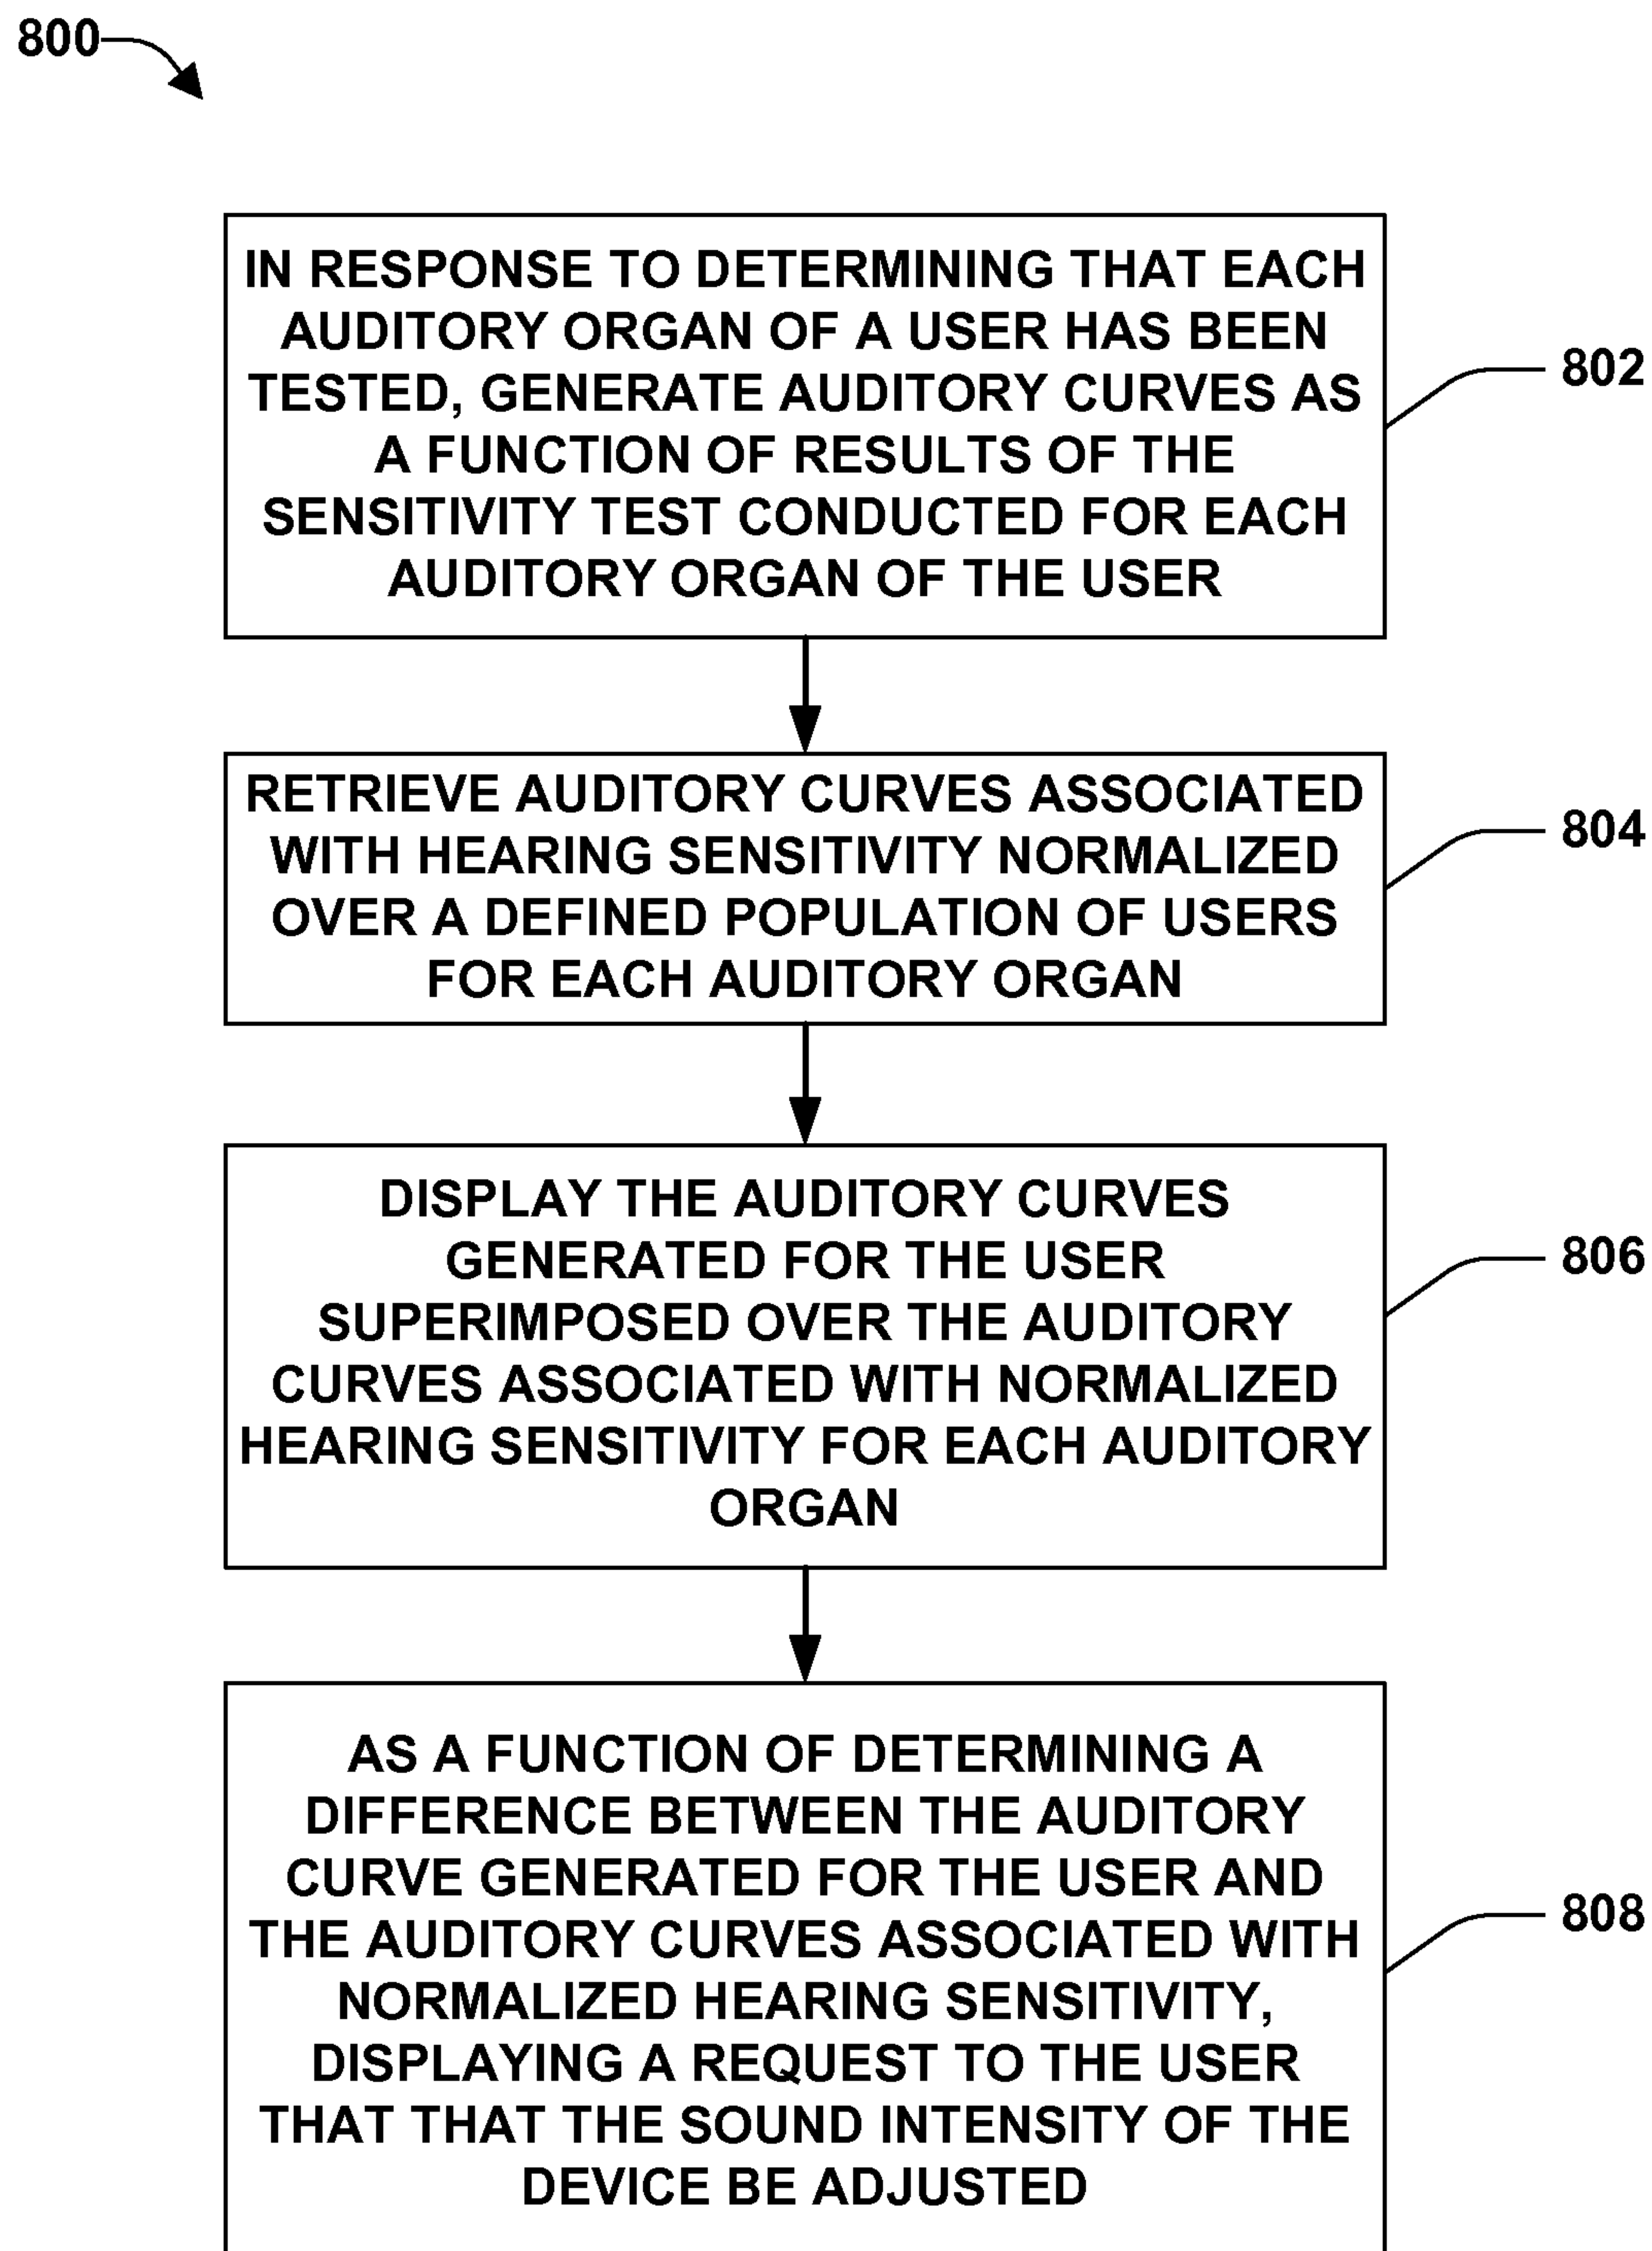 800
IN RESPONSE TO DETERMINING THAT EACH
AUDITORY ORGAN OF A USER HAS BEEN
TESTED, GENERATE AUDITORY CURVES AS
A FUNCTION OF RESULTS OF THE
SENSITIVITY TEST CONDUCTED FOR EACH
AUDITORY ORGAN OF THE USER
802
RETRIEVE AUDITORY CURVES ASSOCIATED
WITH HEARING SENSITIVITY NORMALIZED
OVER A DEFINED POPULATION OF USERS
FOR EACH AUDITORY ORGAN
804
DISPLAY THE AUDITORY CURVES
GENERATED FOR THE USER
SUPERIMPOSED OVER THE AUDITORY
CURVES ASSOCIATED WITH NORMALIZED
HEARING SENSITIVITY FOR EACH AUDITORY
ORGAN
806
AS A FUNCTION OF DETERMINING A
DIFFERENCE BETWEEN THE AUDITORY
CURVE GENERATED FOR THE USER AND
THE AUDITORY CURVES ASSOCIATED WITH
NORMALIZED HEARING SENSITIVITY,
DISPLAYING A REQUEST TO THE USER
THAT THAT THE SOUND INTENSITY OF THE
DEVICE BE ADJUSTED
808